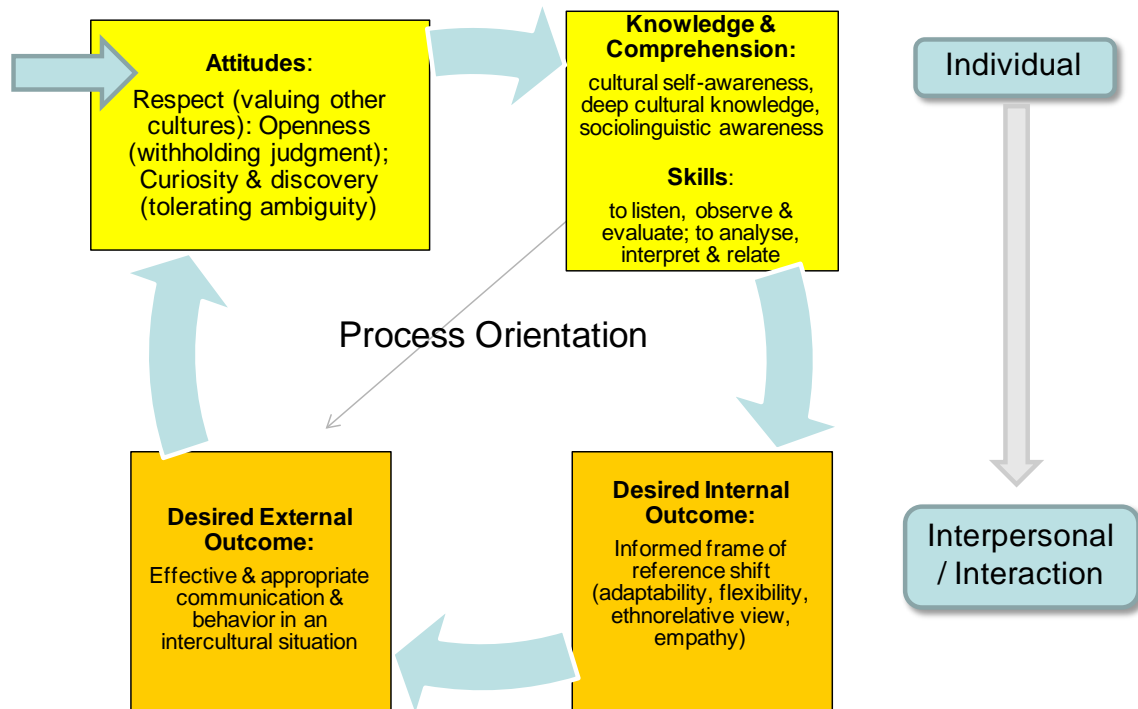 Attitudes:
Respect (valuing other
cultures): Openness
(withholding judgment);
Curiosity & discovery
(tolerating ambiguity)
Knowledge &
Comprehension:
cultural self-awareness,
deep cultural knowledge,
sociolinguistic awareness
Skills:
to listen, observe &
evaluate; to analyse,
interpret & relate
Individual
Process Orientation
Desired External
Outcome:
Effective & appropriate
communication &
behavior in an
intercultural situation
Desired Internal
Outcome:
Informed frame of
reference shift
(adaptability, flexibility,
ethnorelative view,
empathy)
Interpersonal
/ Interaction